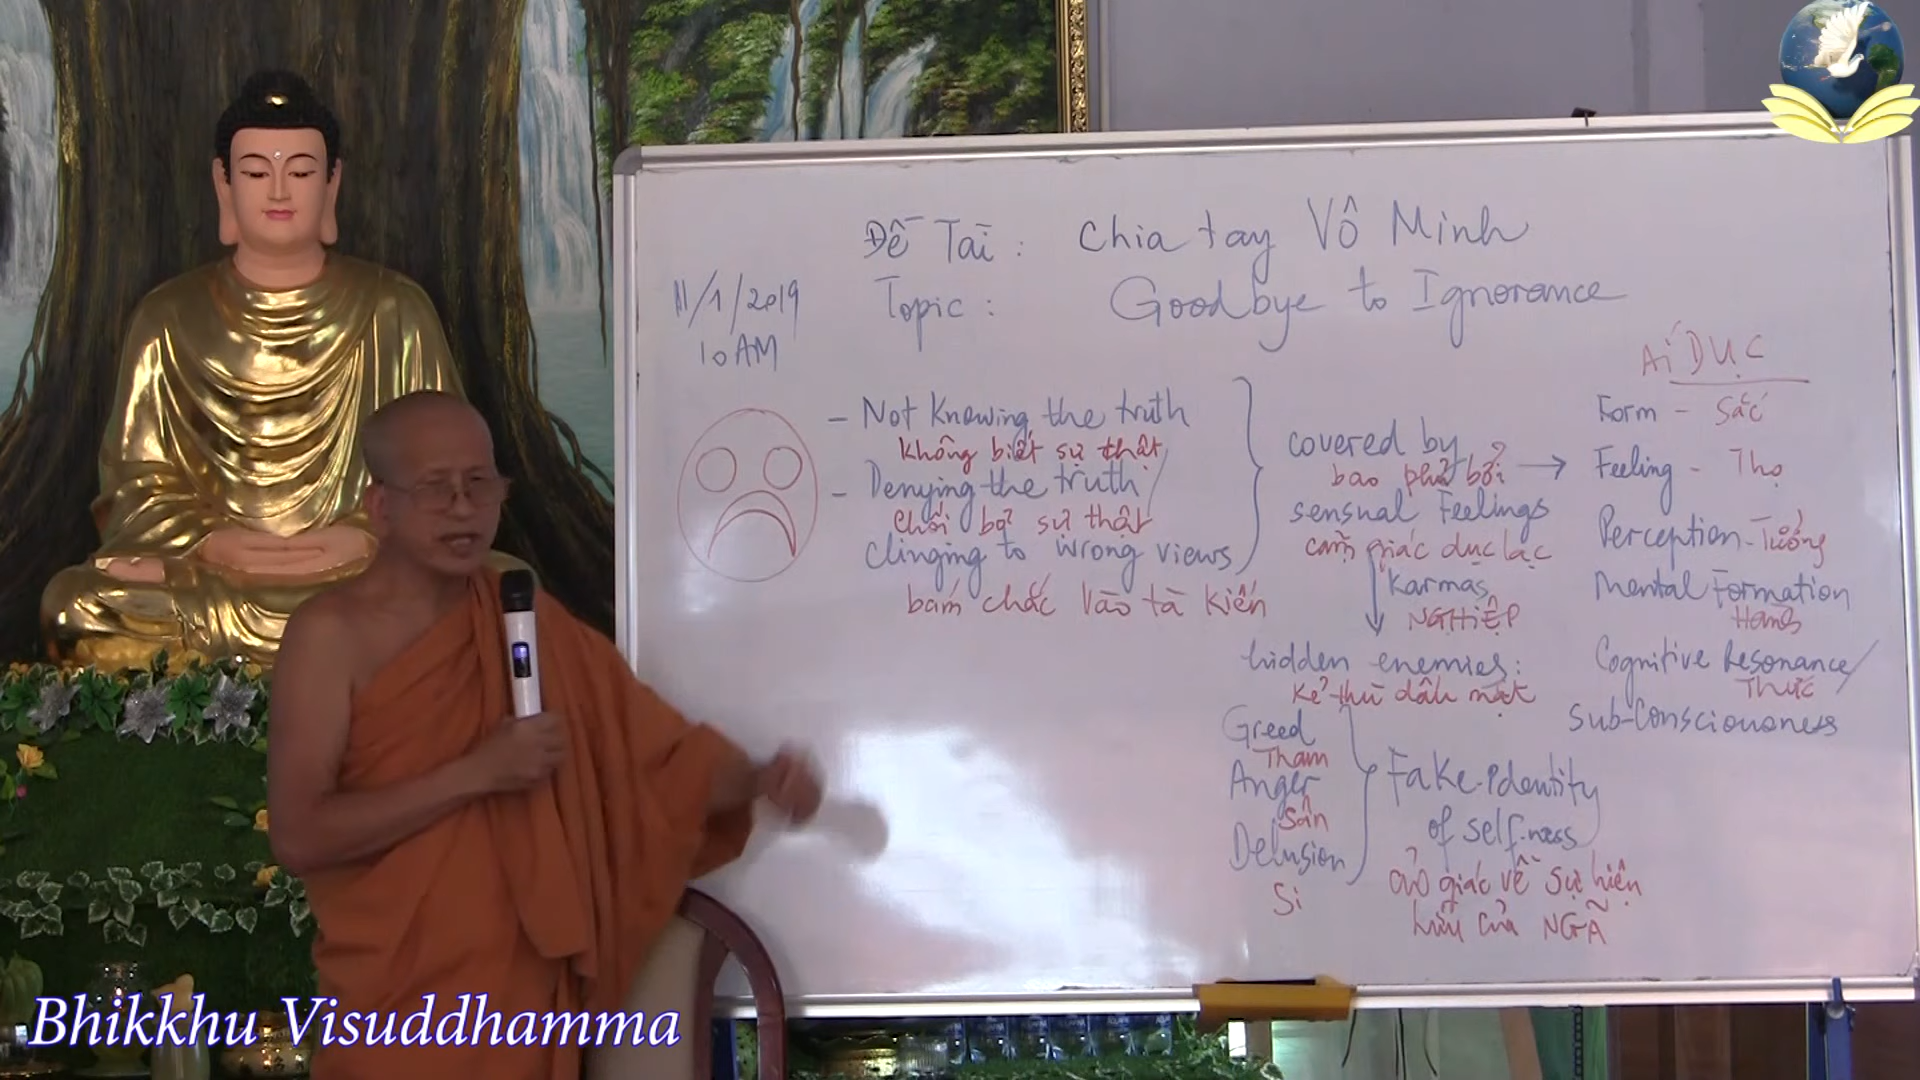 Đề Tài : Chia tay Vô Minh
11/1/2019
10 AM
Topic : Goodbye to Ignorance
- Not Knowing the truth
Không biết sự thật
- Denying the truth/
Chối bỏ sự thật
Clinging to wrong views
bám chắc vào tà kiến
covered by
bao phủ bởi
sensual Feelings
cảm giác dục lạc
Karmas
NGHIỆP
hidden enemies:
Kẻ thù dấu mặt
Greed
Tham
Anger
Sân
Delusion
Si
Fake-identity
of self-ness
ảo giác về sự hiện
hữu của NGÃ
ÁI DỤC
Form - Sắc
Feeling - Thọ
Perception - Tưởng
Mental Formation
Hành
Cognitive Resonance/
Thức
Sub-Consciousness
Bhikkhu Visuddhamma